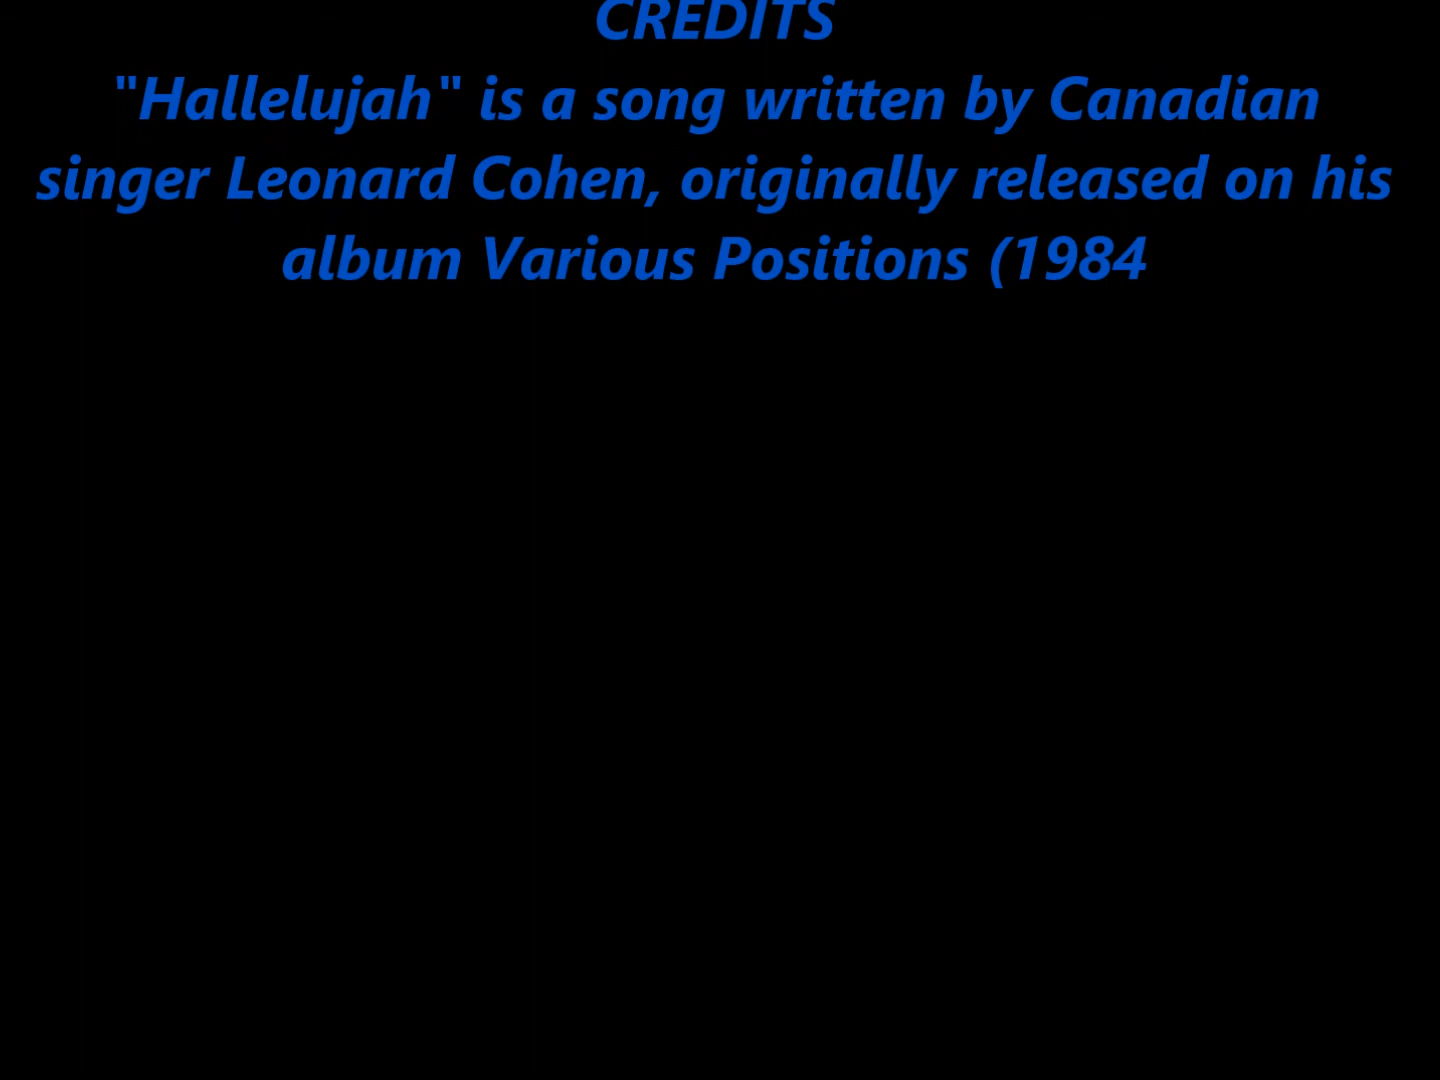 CREDITS
"Hallelujah" is a song written by Canadian
singer Leonard Cohen, originally released on his
album Various Positions (1984